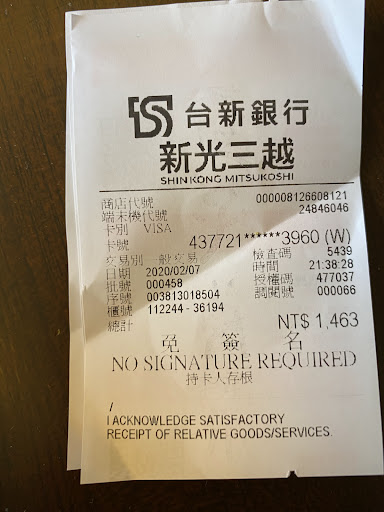 台新銀行
新光三越
SHIN KONG MITSUKOSHI
商店代號 000008126608121
端末機代號 24846046
卡別 VISA
卡號 437721******3960 (W)
交易別 一般交易 檢查碼 5439
日期 2020/02/07 時間 21:38:28
批號 000458 授權碼 477037
序號 003813018504 調閱號 000066
櫃號 112244 - 36194
總計 NT$ 1,463
免 簽 名
NO SIGNATURE REQUIRED
持卡人存根
/
I ACKNOWLEDGE SATISFACTORY
RECEIPT OF RELATIVE GOODS/SERVICES.